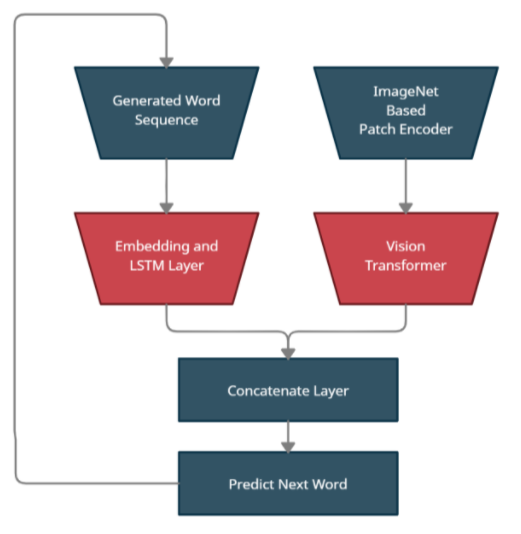 Generated Word
Sequence
ImageNet
Based
Patch Encoder
Embedding and
LSTM Layer
Vision
Transformer
Concatenate Layer
Predict Next Word